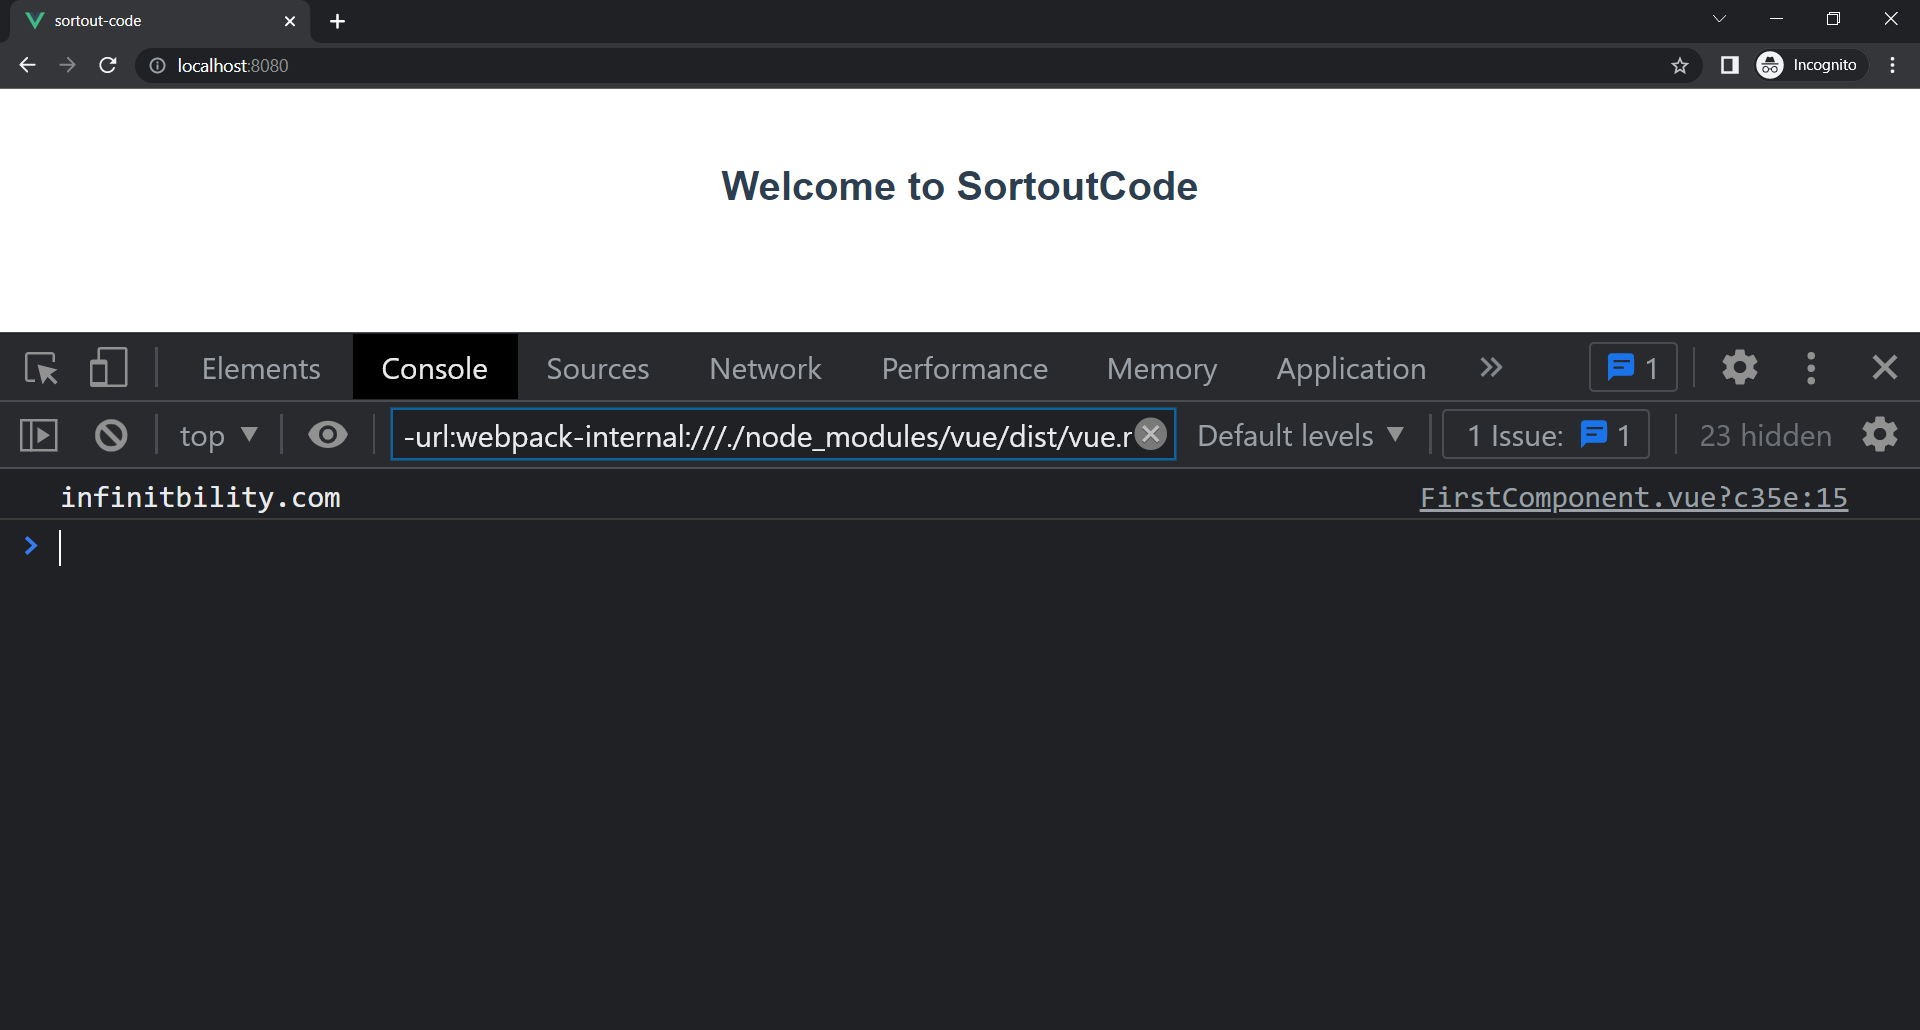 sortout-code
localhost:8080
Incognito
Welcome to SortoutCode
Elements Console Sources Network Performance Memory Application 1
top -url:webpack-internal:///./node_modules/vue/dist/vue.r Default levels 1 Issue: 1 23 hidden
infinitbility.com FirstComponent.vue?c35e:15